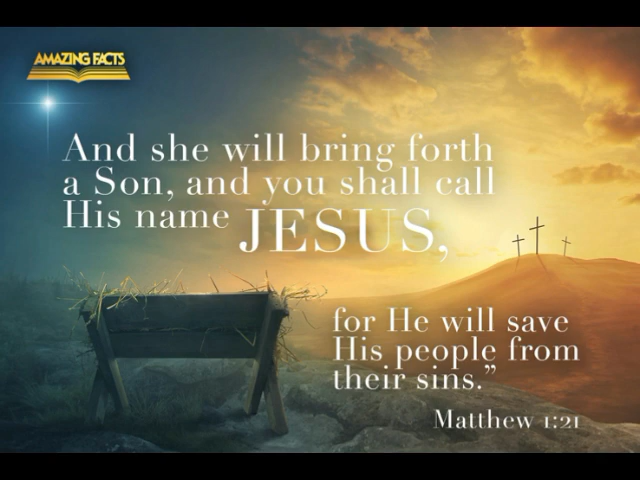 AMAZING FACTS
And she will bring forth
a Son, and you shall call
His name JESUS,
for He will save
His people from
their sins.”
Matthew 1:21